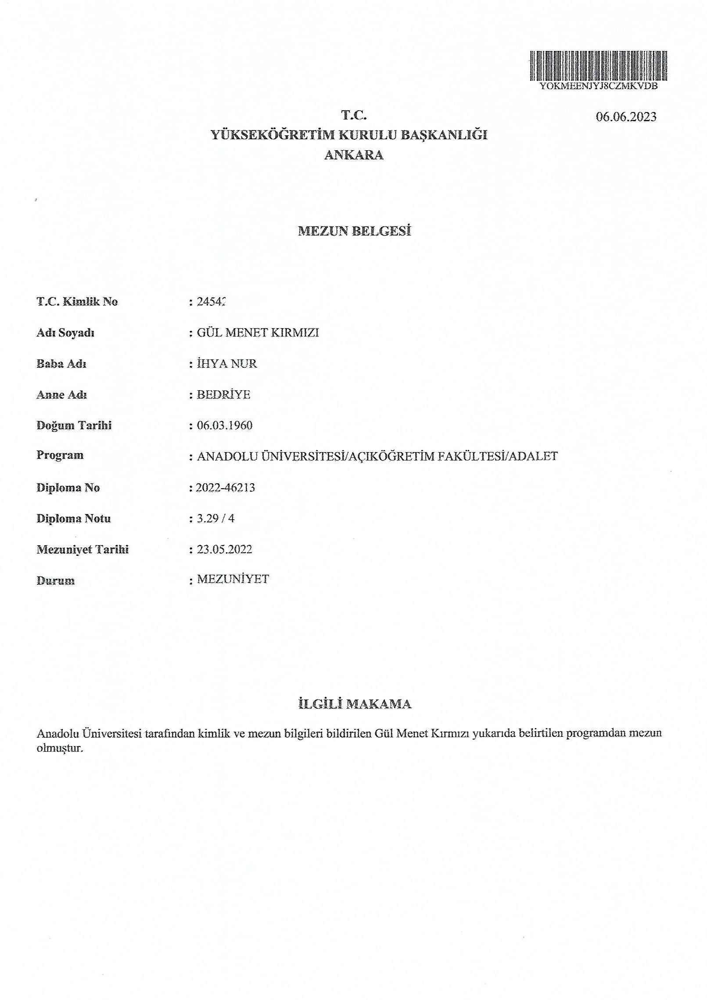 YOKMEENJYJ8CZMKVDB
T.C.
06.06.2023
YÜKSEKÖĞRETİM KURULU BAŞKANLIĞI
ANKARA
MEZUN BELGESİ
T.C. Kimlik No : 2454
Adı Soyadı : GÜL MENET KIRMIZI
Baba Adı : İHYA NUR
Anne Adı : BEDRİYE
Doğum Tarihi : 06.03.1960
Program : ANADOLU ÜNİVERSİTESİ/AÇIKÖĞRETİM FAKÜLTESİ/ADALET
Diploma No : 2022-46213
Diploma Notu : 3.29 / 4
Mezuniyet Tarihi : 23.05.2022
Durum : MEZUNİYET
İLGİLİ MAKAMA
Anadolu Üniversitesi tarafından kimlik ve mezun bilgileri bildirilen Gül Menet Kırmızı yukarıda belirtilen programdan mezun
olmuştur.